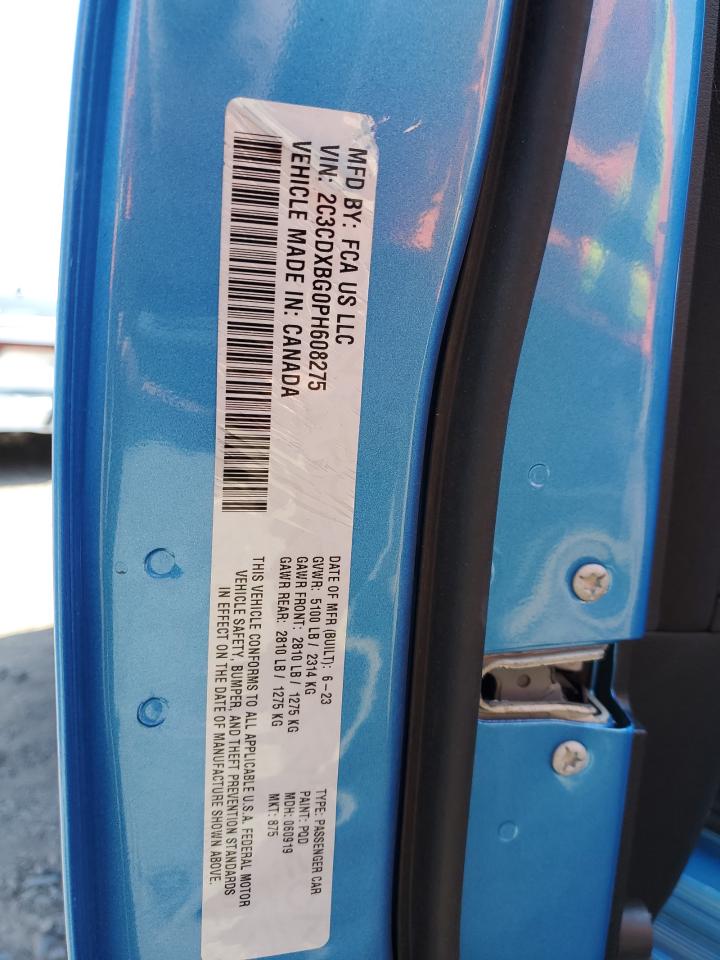 MFD BY: FCA US LLC
VIN: 2C3CDXBG0PH608275
VEHICLE MADE IN: CANADA
DATE OF MFR (BUILT): 6-23
GVWR: 5100 LB / 2314 KG
GAWR FRONT: 2810 LB / 1275 KG
GAWR REAR: 2810 LB / 1275 KG
TYPE: PASSENGER CAR
PAINT: PQD
MDH: 060919
MKT: 875
THIS VEHICLE CONFORMS TO ALL APPLICABLE U.S.A. FEDERAL MOTOR
VEHICLE SAFETY, BUMPER, AND THEFT PREVENTION STANDARDS
IN EFFECT ON THE DATE OF MANUFACTURE SHOWN ABOVE.